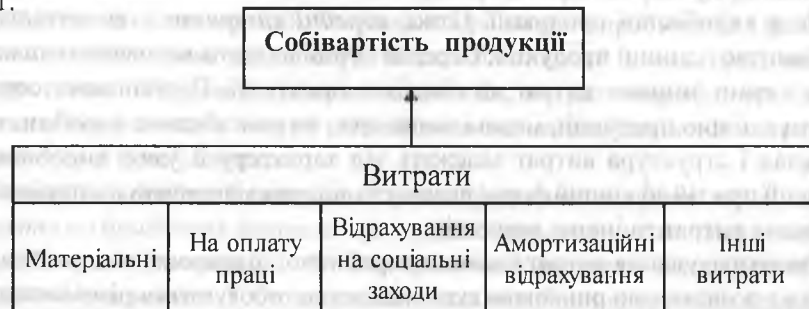 Собівартість продукції
Витрати
Матеріальні
На оплату
праці
Відрахування
на соціальні
заходи
Амортизаційні
відрахування
Інші
витрати